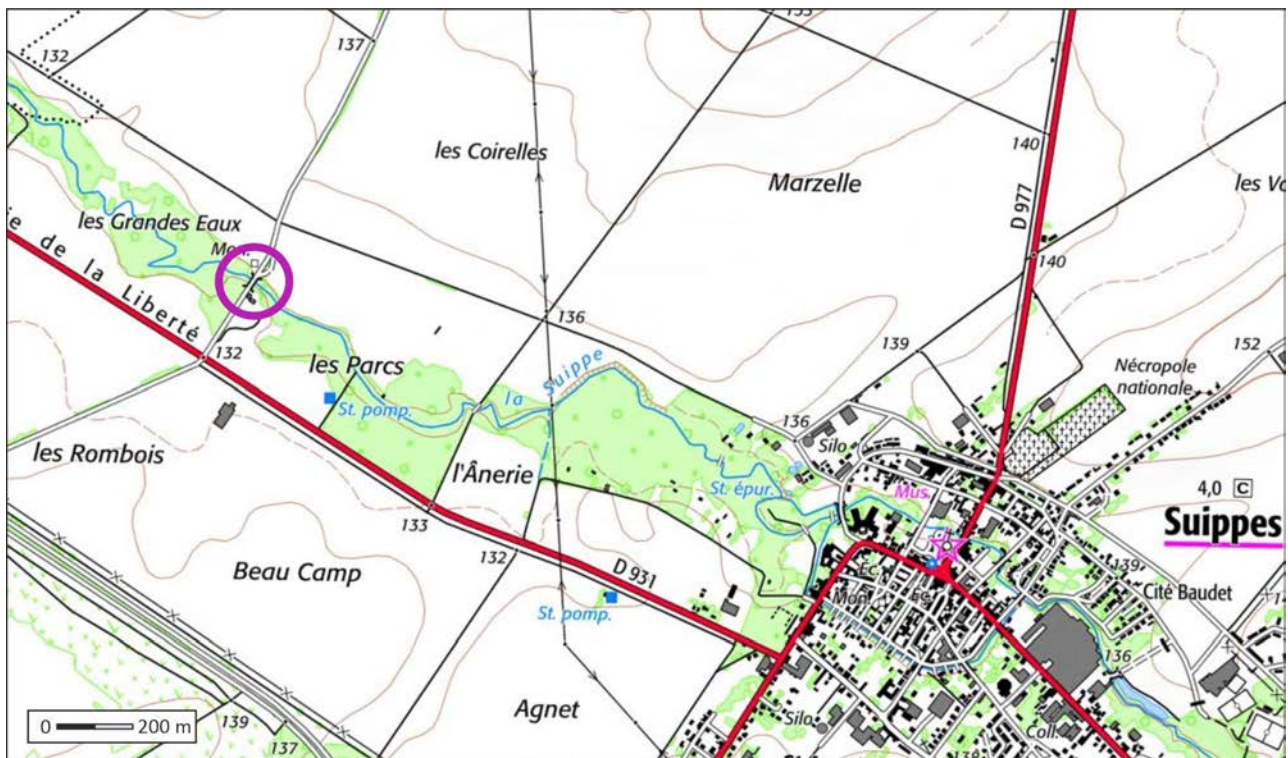 132
137
133
les Coirelles
Marzelle
140
les Va
D 977
140
les Grandes Eaux
ie de la Liberté
132
136
139
152
Nécropole
nationale
les Parcs
la Suippe
St. pomp.
136
Silo
les Rombois
l'Ânerie
St. épur.
Mus.
4,0 C
Suippes
133
132
D 931
Beau Camp
Éc.
Mon.
139
Cité Baudet
St. pomp.
136
139
137
Agnet
Silo
Coll.
0 200 m